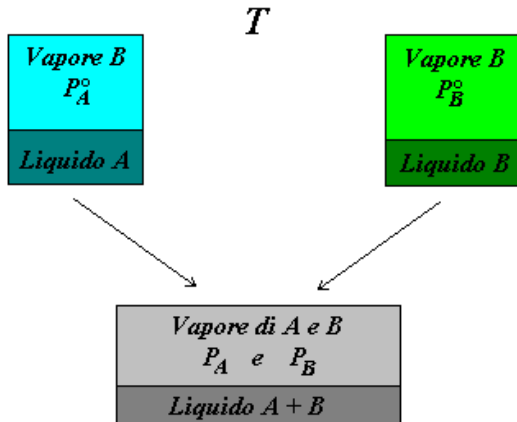 T
Vapore B
P°A
Liquido A
Vapore B
P°B
Liquido B
Vapore di A e B
PA e PB
Liquido A + B